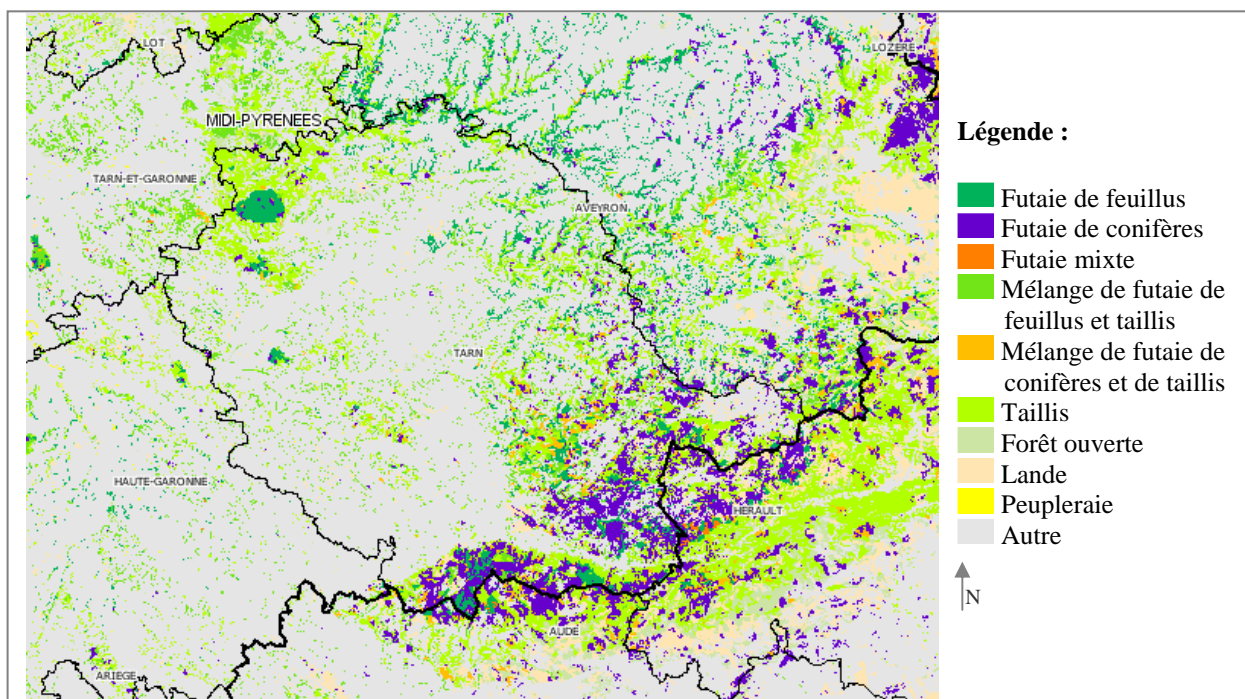 LOT
LOZERE
MIDI-PYRENEES
TARN-ET-GARONNE
AVEYRON
TARN
HAUTE-GARONNE
HERAULT
AUDE
ARIEGE
Légende :
Futaie de feuillus
Futaie de conifères
Futaie mixte
Mélange de futaie de
feuillus et taillis
Mélange de futaie de
conifères et de taillis
Taillis
Forêt ouverte
Lande
Peupleraie
Autre
N